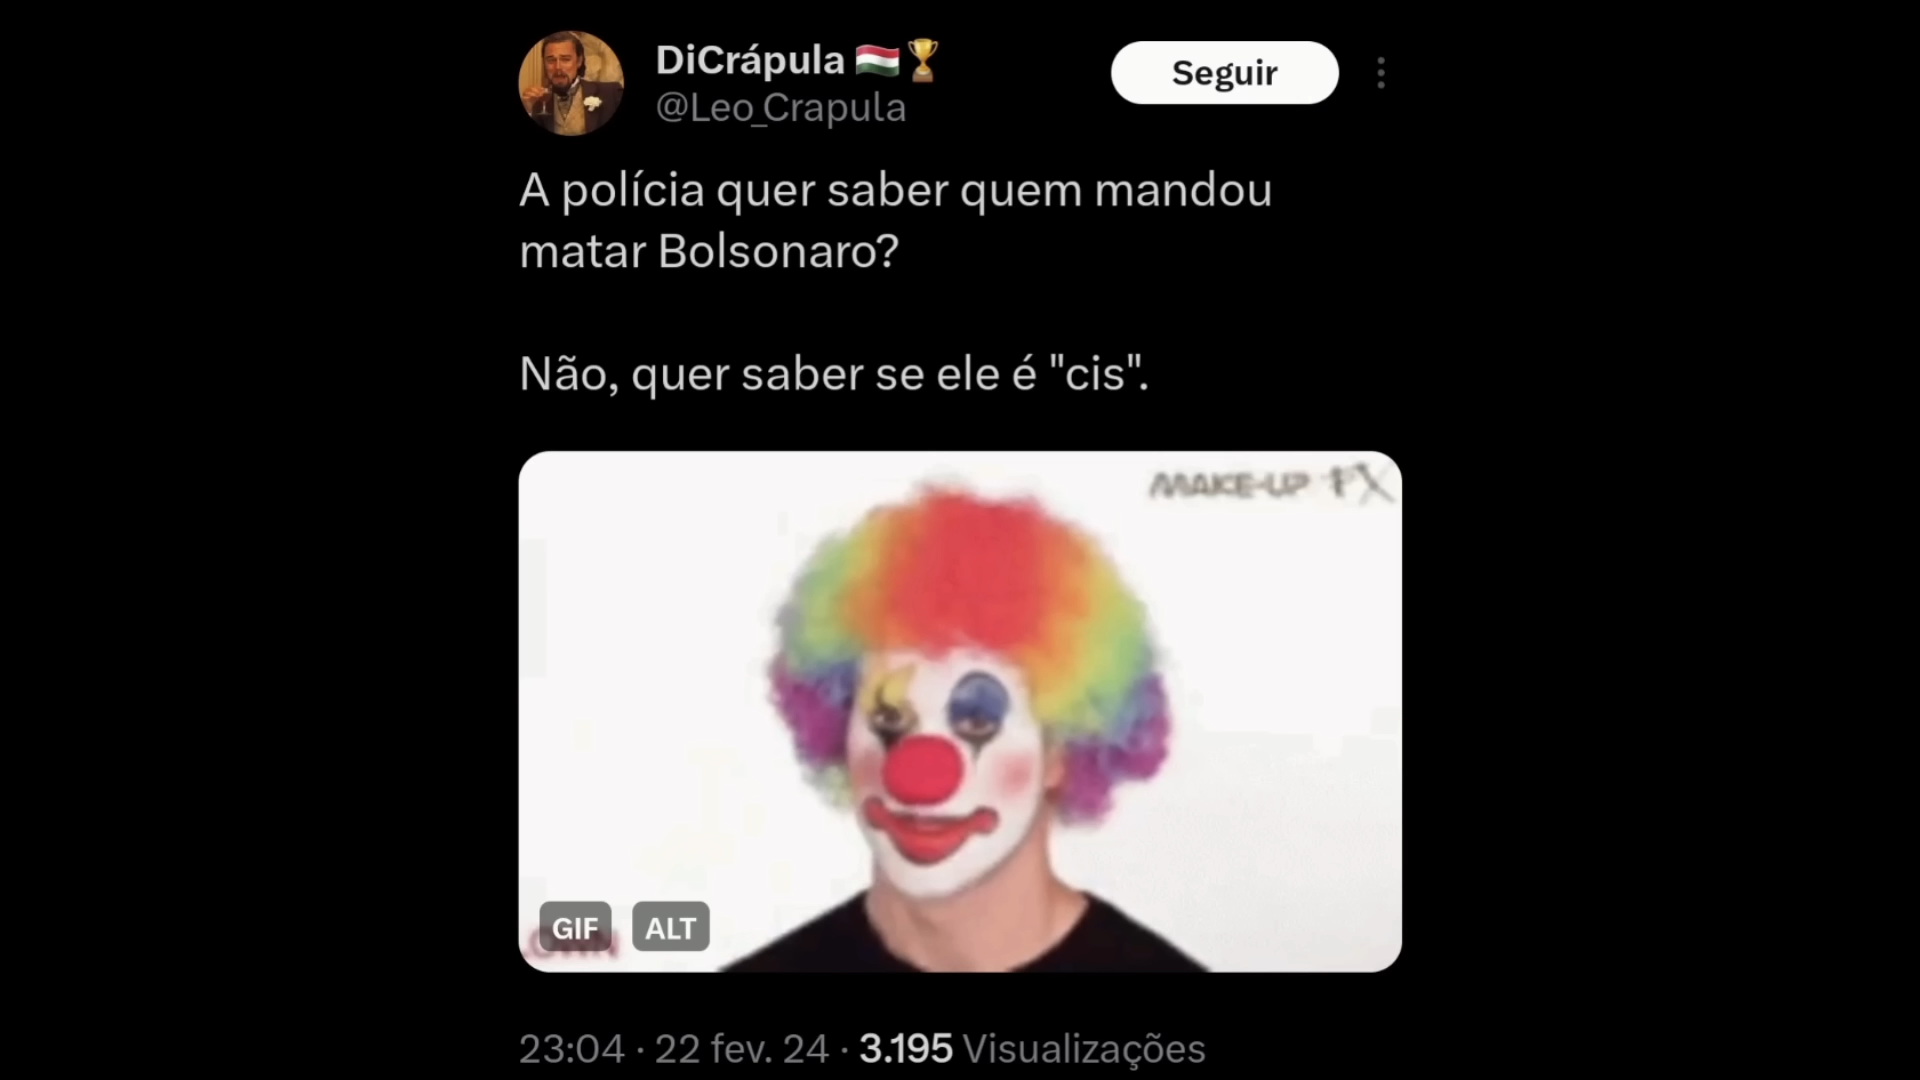 DiCrápula 🇭🇺🏆
@Leo_Crapula
Seguir
A polícia quer saber quem mandou
matar Bolsonaro?
Não, quer saber se ele é "cis".
MAKE-UP FX
GIF
ALT
23:04 · 22 fev. 24 · 3.195 Visualizações